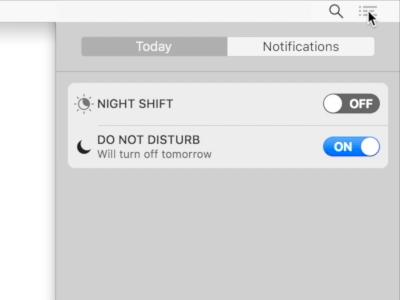 Today
Notifications
NIGHT SHIFT
OFF
DO NOT DISTURB
Will turn off tomorrow
ON